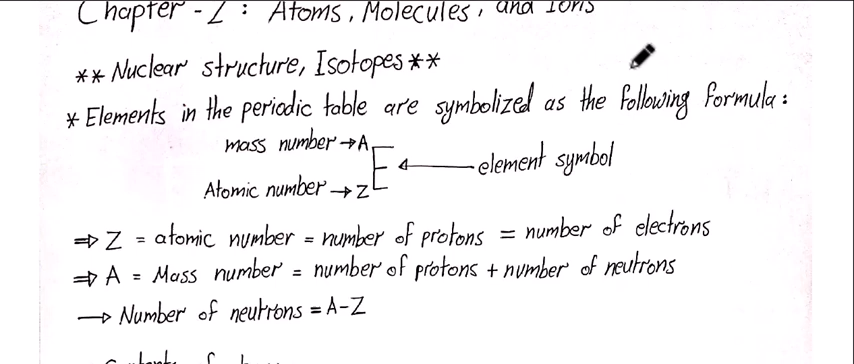 Chapter - 2 : Atoms, Molecules, and Ions
** Nuclear structure, Isotopes **
* Elements in the periodic table are symbolized as the following formula:
mass number → A
E ← element symbol
Atomic number → Z
⇒ Z = atomic number = number of protons = number of electrons
⇒ A = Mass number = number of protons + number of neutrons
→ Number of neutrons = A-Z